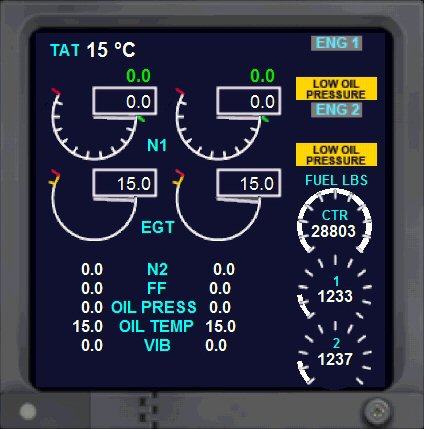 TAT 15 °C
ENG 1
0.0 0.0
LOW OIL
PRESSURE
0.0 0.0
ENG 2
N1
LOW OIL
PRESSURE
15.0 15.0
FUEL LBS
CTR
28803
EGT
0.0 N2 0.0
0.0 FF 0.0
0.0 OIL PRESS 0.0
15.0 OIL TEMP 15.0
0.0 VIB 0.0
1
1233
2
1237